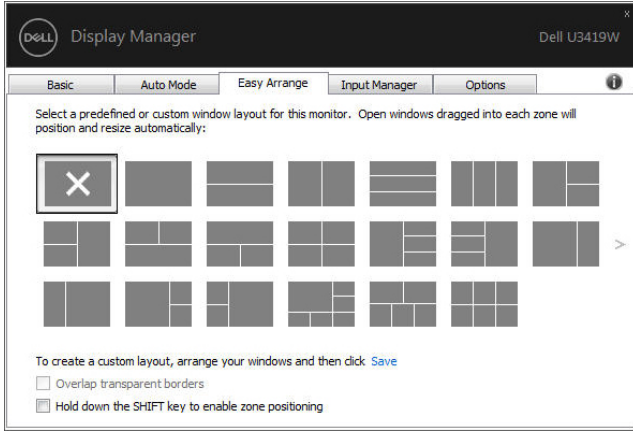 DELL Display Manager Dell U3419W
Basic Auto Mode Easy Arrange Input Manager Options
Select a predefined or custom window layout for this monitor. Open windows dragged into each zone will
position and resize automatically:
To create a custom layout, arrange your windows and then click Save
Overlap transparent borders
Hold down the SHIFT key to enable zone positioning